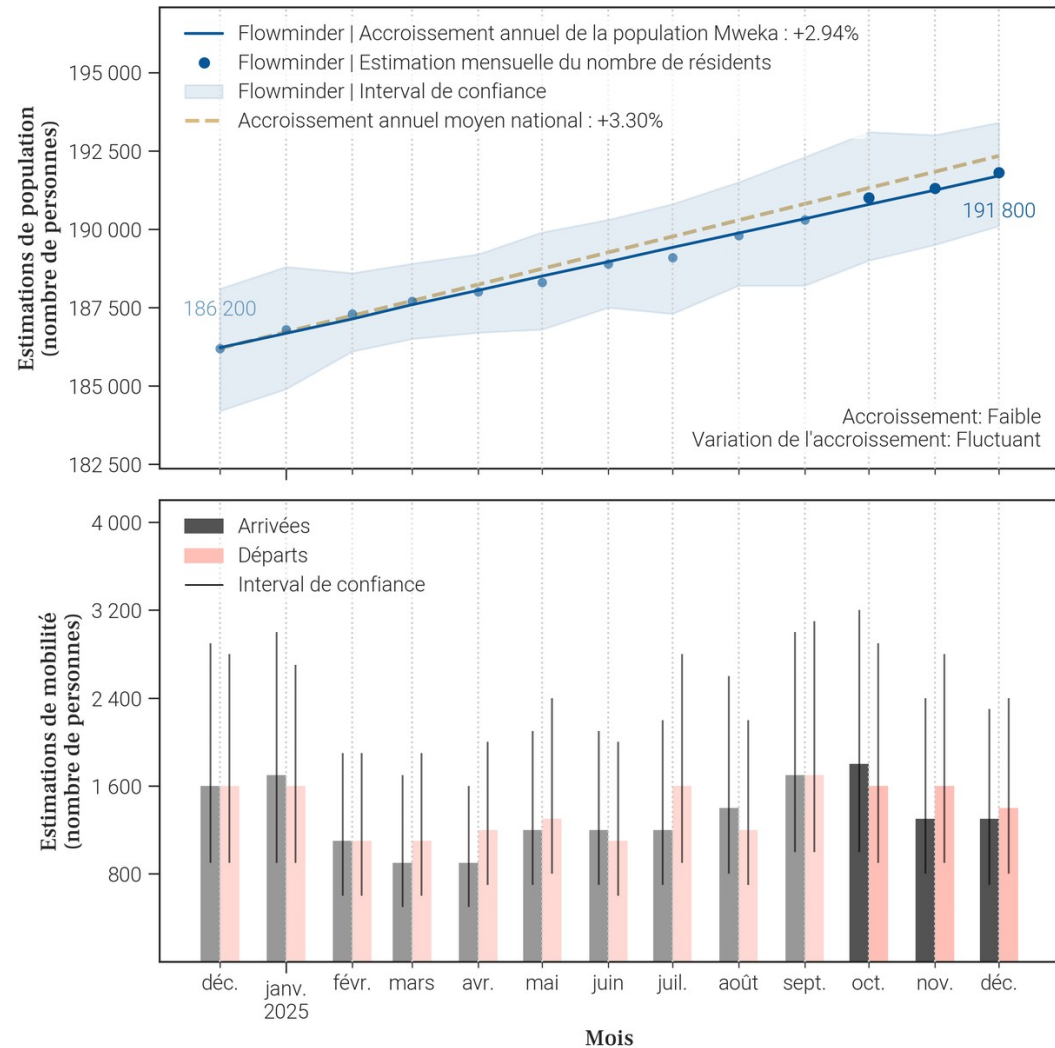 Flowminder | Accroissement annuel de la population Mweka : +2.94%
Flowminder | Estimation mensuelle du nombre de résidents
Flowminder | Interval de confiance
Accroissement annuel moyen national : +3.30%
Estimations de population
(nombre de personnes)
195 000
192 500
190 000
187 500
185 000
182 500
186 200
191 800
Accroissement: Faible
Variation de l'accroissement: Fluctuant
Arrivées
Départs
Interval de confiance
Estimations de mobilité
(nombre de personnes)
4 000
3 200
2 400
1 600
800
déc.
janv.
2025
févr.
mars
avr.
mai
juin
juil.
août
sept.
oct.
nov.
déc.
Mois